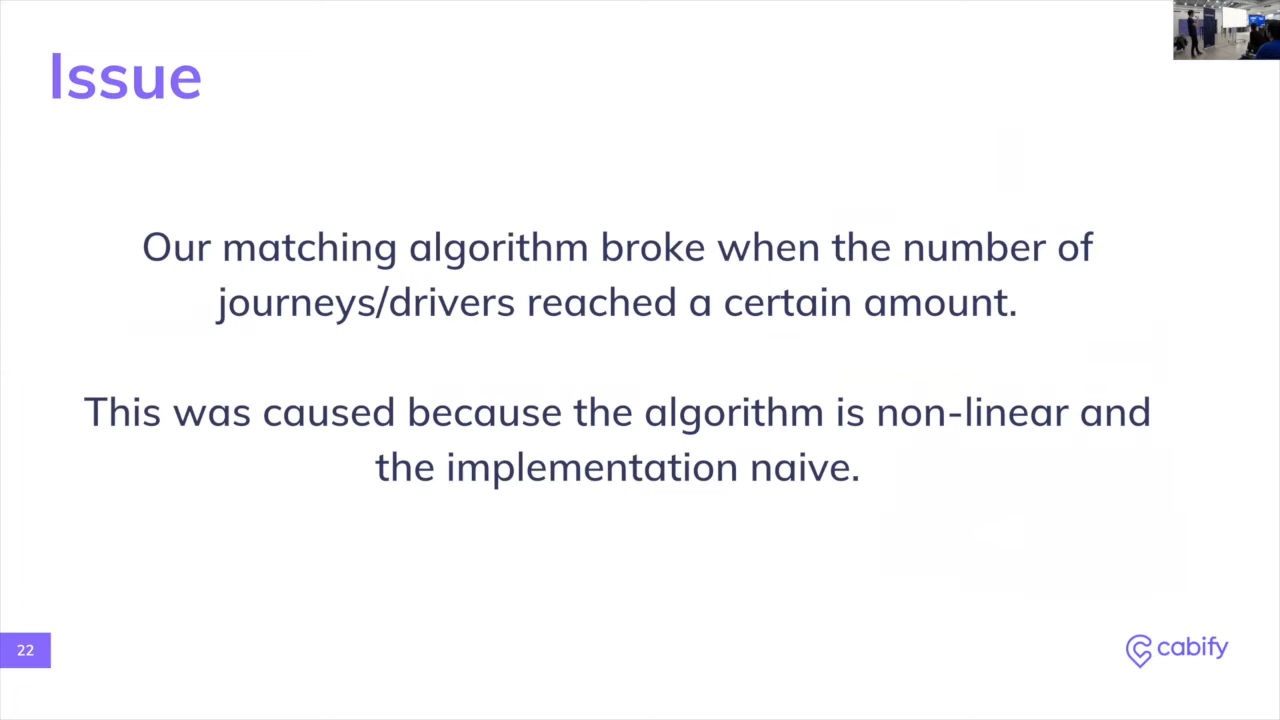 Issue
Our matching algorithm broke when the number of
journeys/drivers reached a certain amount.
This was caused because the algorithm is non-linear and
the implementation naive.
22
cabify